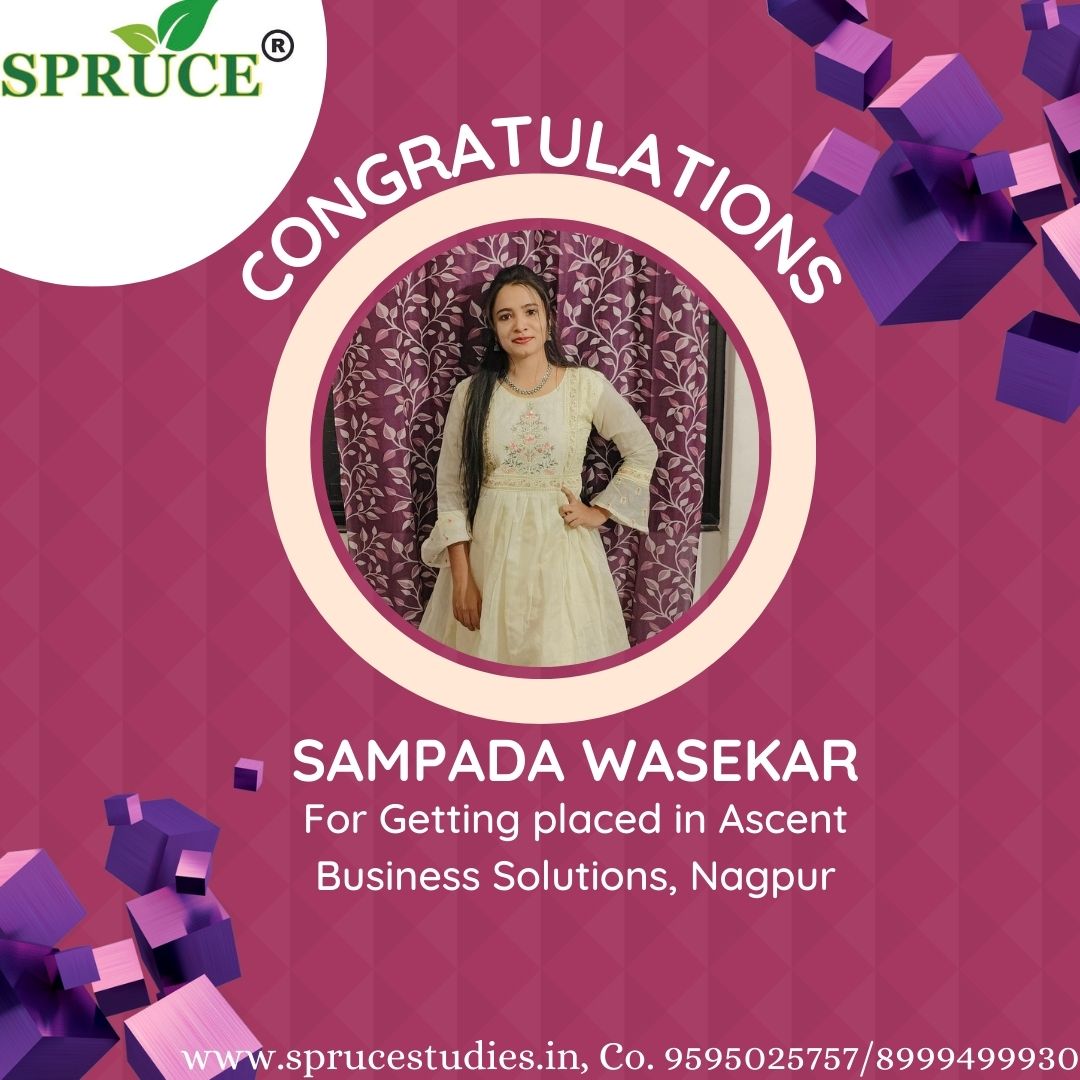 SPRUCE®
CONGRATULATIONS
SAMPADA WASEKAR
For Getting placed in Ascent
Business Solutions, Nagpur
www.sprucestudies.in, Co. 9595025757/8999499930